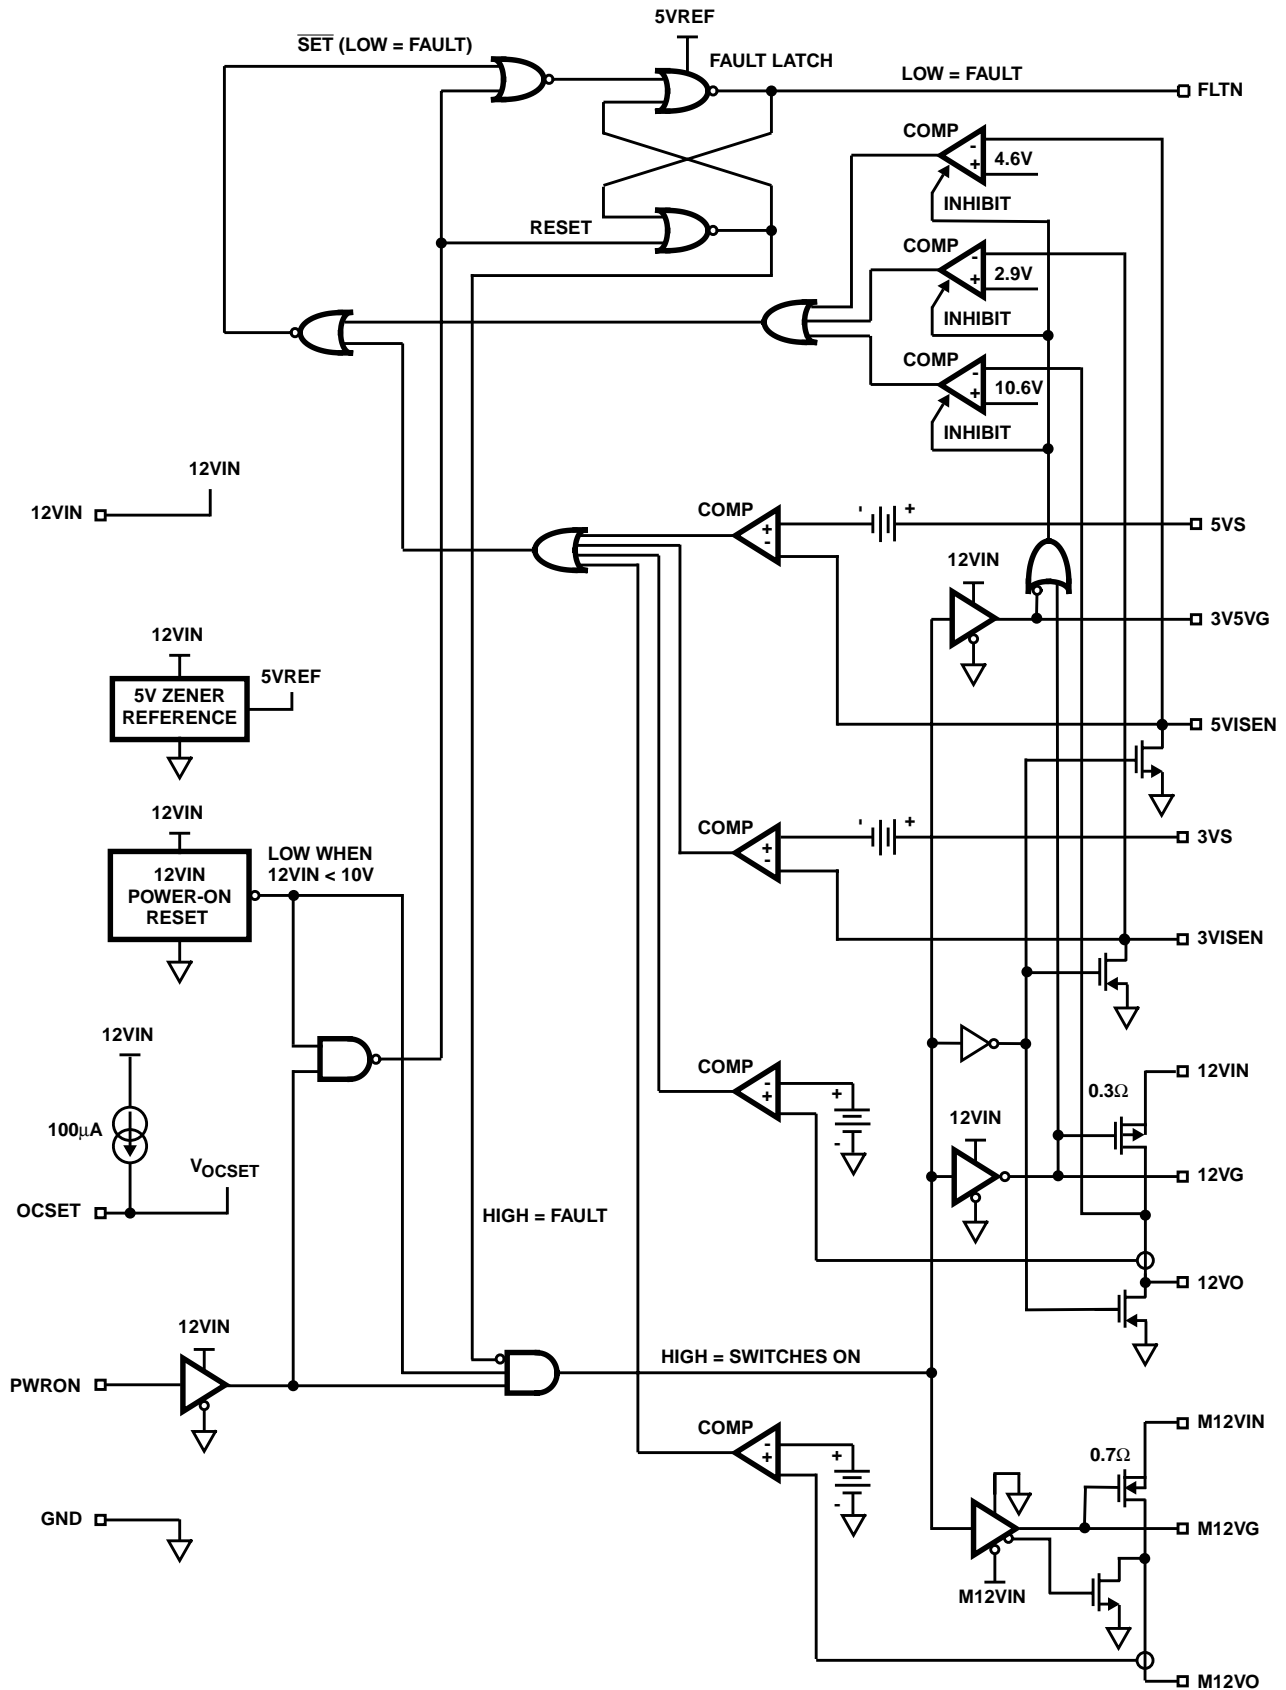 5VREF
SET (LOW = FAULT)
FAULT LATCH
LOW = FAULT
FLTN
COMP
-
+
4.6V
INHIBIT
RESET
COMP
-
+
2.9V
INHIBIT
COMP
-
+
10.6V
INHIBIT
12VIN
12VIN
COMP
+
-
- +
5VS
12VIN
3V5VG
12VIN
5VREF
5V ZENER
REFERENCE
5VISEN
12VIN
12VIN
POWER-ON
RESET
LOW WHEN
12VIN < 10V
COMP
+
-
- +
3VS
3VISEN
12VIN
100μA
VOCSET
OCSET
COMP
-
+
+
-
12VIN
0.3Ω
12VIN
12VG
HIGH = FAULT
12VO
12VIN
PWRON
HIGH = SWITCHES ON
COMP
-
+
+
-
M12VIN
0.7Ω
GND
M12VG
M12VIN
M12VO